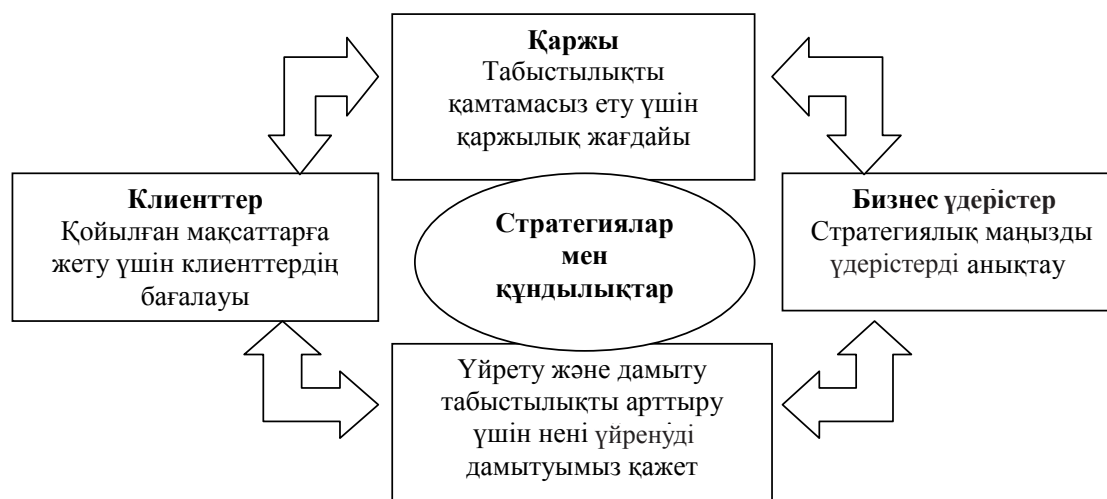 Қаржы
Табыстылықты
қамтамасыз ету үшін
қаржылық жағдайы
Клиенттер
Қойылған мақсаттарға
жету үшін клиенттердің
бағалауы
Стратегиялар
мен
құндылықтар
Бизнес үдерістер
Стратегиялық маңызды
үдерістерді анықтау
Үйрету және дамыту
табыстылықты арттыру
үшін нені үйренуді
дамытуымыз қажет